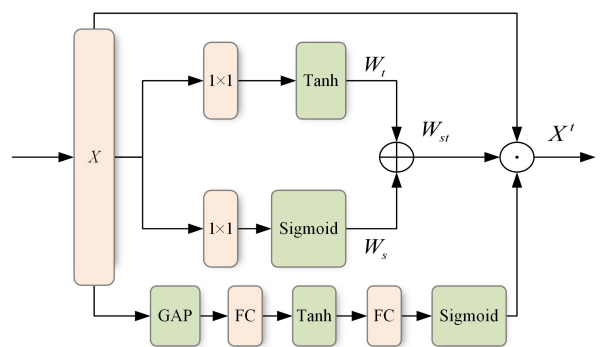 X
1×1
Tanh
W_t
1×1
Sigmoid
W_s
W_st
·
X^t
GAP
FC
Tanh
FC
Sigmoid